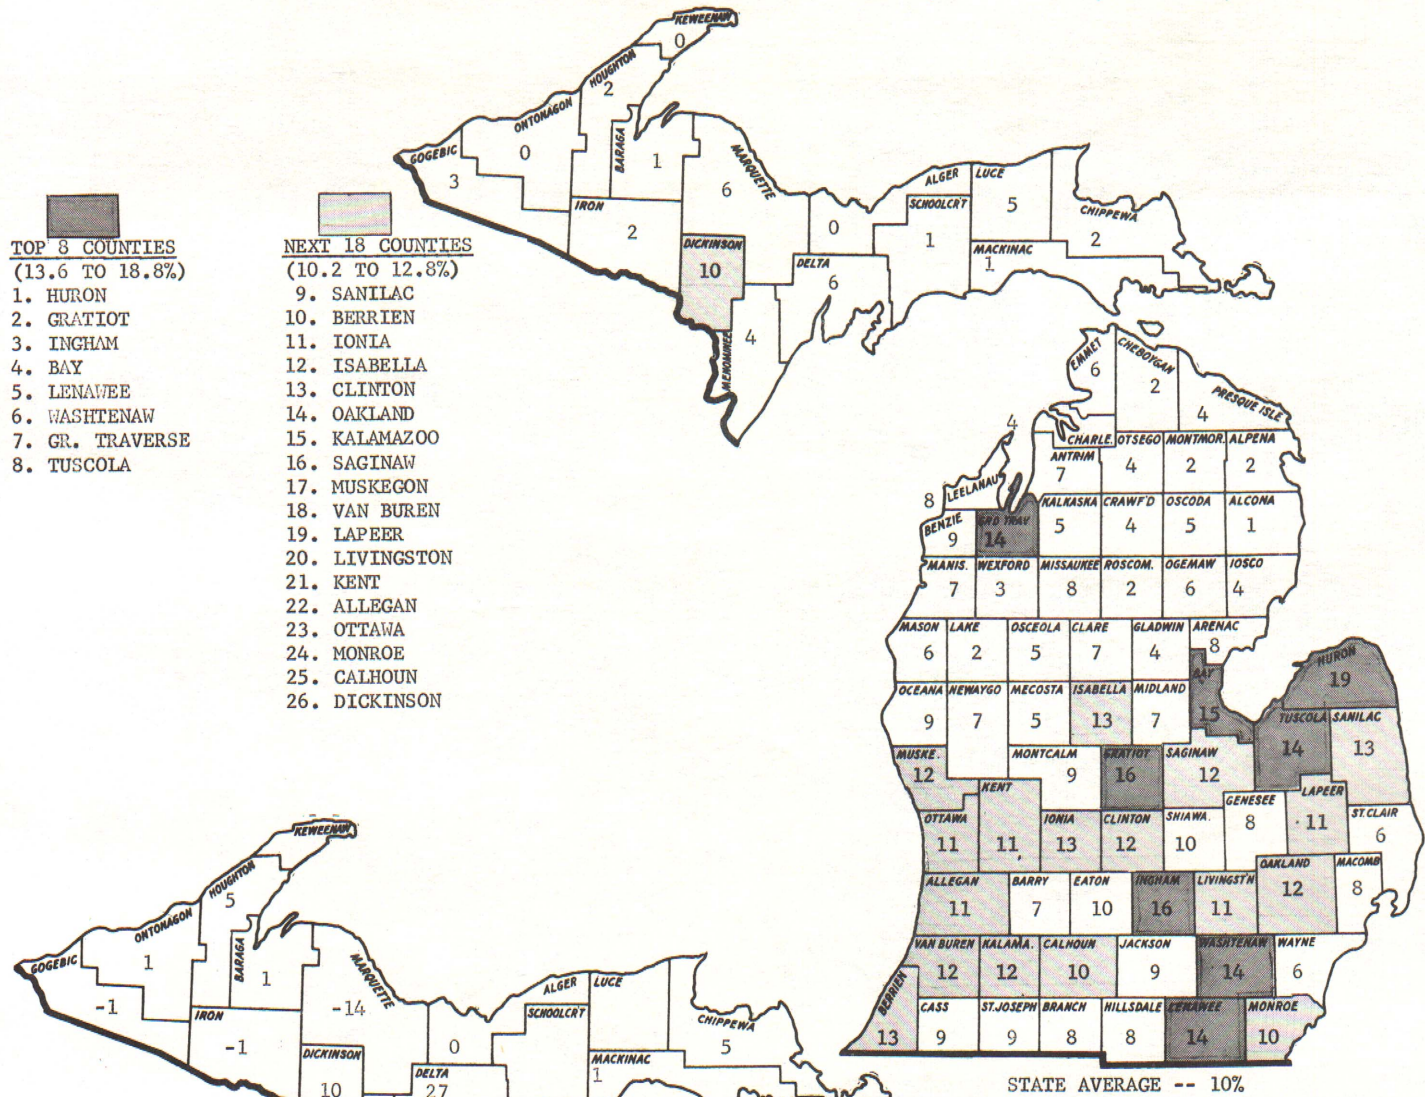 KEWEENAW
0
HOUGHTON
2
ONTONAGON
0
BARAGA
1
GOGEBIC
3
MARQUETTE
6
IRON
2
DICKINSON
10
MENOMINEE
4
DELTA
6
ALGER
0
SCHOOLCR'T
1
LUCE
5
CHIPPEWA
2
MACKINAC
1
TOP 8 COUNTIES
(13.6 TO 18.8%)
1. HURON
2. GRATIOT
3. INGHAM
4. BAY
5. LENAWEE
6. WASHTENAW
7. GR. TRAVERSE
8. TUSCOLA
NEXT 18 COUNTIES
(10.2 TO 12.8%)
9. SANILAC
10. BERRIEN
11. IONIA
12. ISABELLA
13. CLINTON
14. OAKLAND
15. KALAMAZOO
16. SAGINAW
17. MUSKEGON
18. VAN BUREN
19. LAPEER
20. LIVINGSTON
21. KENT
22. ALLEGAN
23. OTTAWA
24. MONROE
25. CALHOUN
26. DICKINSON
EMMET
6
CHEBOYGAN
2
PRESQUE ISLE
4
4
CHARLE. OTSEGO MONTMOR. ALPENA
ANTRIM
7 4 2 2
LEELANAU
8
BENZIE GRD TRAV KALKASKA CRAWF'D OSCODA ALCONA
9 14 5 4 5 1
MANIS. WEXFORD MISSAUKEE ROSCOM. OGEMAW IOSCO
7 3 8 2 6 4
MASON LAKE OSCEOLA CLARE GLADWIN ARENAC
6 2 5 7 4 8
HURON
19
BAY
15
OCEANA NEWAYGO MECOSTA ISABELLA MIDLAND
9 7 5 13 7
TUSCOLA SANILAC
14 13
MUSKE. MONTCALM GRATIOT SAGINAW
12 9 16 12
KENT
11
GENESEE LAPEER
8 11
OTTAWA IONIA CLINTON SHIAWA. ST.CLAIR
11 13 12 10 6
OAKLAND MACOMB
12 8
ALLEGAN BARRY EATON INGHAM LIVINGST'N
11 7 10 16 11
VAN BUREN KALAMA. CALHOUN JACKSON WASHTENAW WAYNE
12 12 10 9 14 6
BERRIEN CASS ST.JOSEPH BRANCH HILLSDALE LENAWEE MONROE
13 9 9 8 8 14 10
STATE AVERAGE -- 10%
KEWEENAW
HOUGHTON
5
ONTONAGON
1
BARAGA
1
GOGEBIC
-1
MARQUETTE
-14
IRON
-1
DICKINSON
10
DELTA
27
ALGER
0
SCHOOLCR'T
LUCE
CHIPPEWA
5
MACKINAC
1